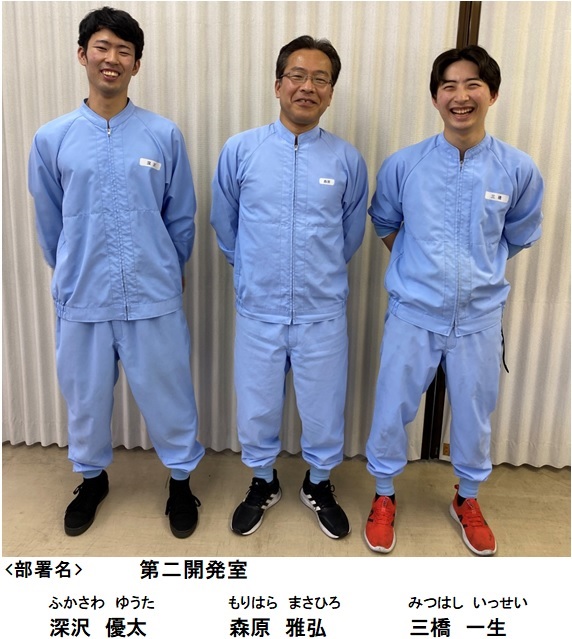 三橋
<部署名> 第二開発室
ふかさわ ゆうた もりはら まさひろ みつはし いっせい
深沢 優太 森原 雅弘 三橋 一生